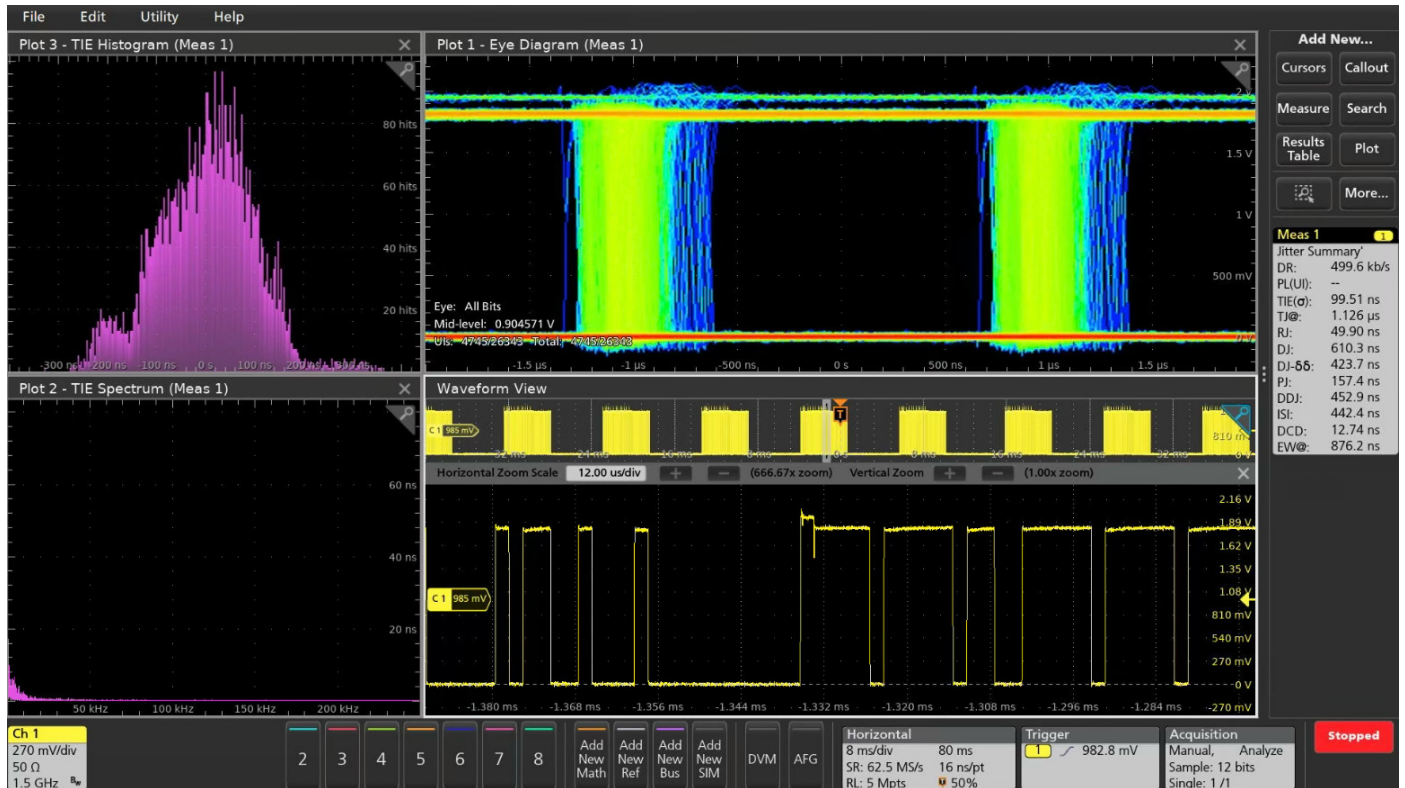 File Edit Utility Help
Plot 3 - TIE Histogram (Meas 1)
80 hits
60 hits
40 hits
20 hits
-300 ns -200 ns -100 ns 0 s 100 ns 200 ns 300 ns
Plot 1 - Eye Diagram (Meas 1)
2 V
1.5 V
1 V
500 mV
0 V
Eye: All Bits
Mid-level: 0.904571 V
UIs: 4745/26343 Total: 4745/26343
-1.5 µs -1 µs -500 ns 0 s 500 ns 1 µs 1.5 µs
Plot 2 - TIE Spectrum (Meas 1)
60 ns
40 ns
20 ns
50 kHz 100 kHz 150 kHz 200 kHz
Waveform View
C 1 985 mV
T
810 m
0 V
-32 ms -24 ms -8 ms 0 s 8 ms 16 ms 24 ms 32 ms
Horizontal Zoom Scale 12.00 us/div + - (666.67x zoom) Vertical Zoom + - (1.00x zoom)
2.16 V
1.89 V
1.62 V
1.35 V
1.08 V
C 1 985 mV
810 mV
540 mV
270 mV
0 V
-270 mV
-1.380 ms -1.368 ms -1.356 ms -1.344 ms -1.332 ms -1.320 ms -1.308 ms -1.296 ms -1.284 ms
Add New...
Cursors Callout
Measure Search
Results Table Plot
More...
Meas 1 1
Jitter Summary'
DR: 499.6 kb/s
PL(UI): --
TIE(σ): 99.51 ns
TJ@: 1.126 µs
RJ: 49.90 ns
DJ: 610.3 ns
DJ-δδ: 423.7 ns
PJ: 157.4 ns
DDJ: 452.9 ns
ISI: 442.4 ns
DCD: 12.74 ns
EW@: 876.2 ns
Ch 1
270 mV/div
50 Ω
1.5 GHz Bw
2 3 4 5 6 7 8
Add New Math
Add New Ref
Add New Bus
Add New SIM
DVM
AFG
Horizontal
8 ms/div 80 ms
SR: 62.5 MS/s 16 ns/pt
RL: 5 Mpts 50%
Trigger
1 982.8 mV
Acquisition
Manual, Analyze
Sample: 12 bits
Single: 1 /1
Stopped